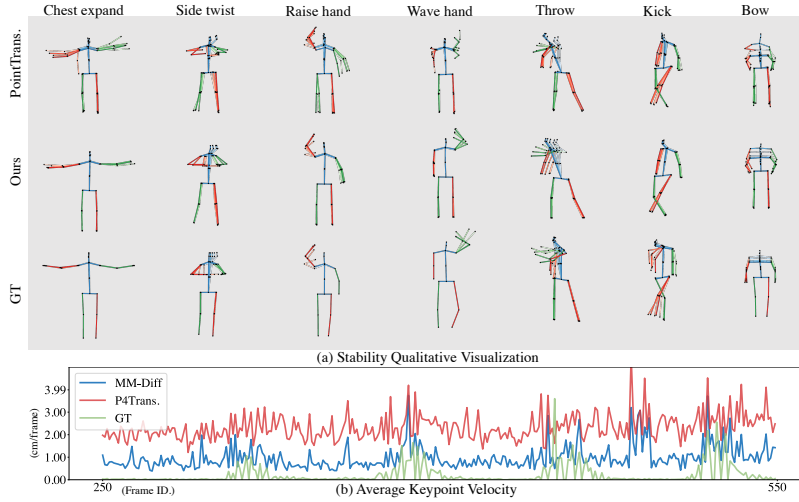 Chest expand Side twist Raise hand Wave hand Throw Kick Bow
PointTrans.
Ours
GT
(a) Stability Qualitative Visualization
(cm/frame)
3.99
3.00
2.00
1.00
0.00
MM-Diff
P4Trans.
GT
250 (Frame ID.) (b) Average Keypoint Velocity 550